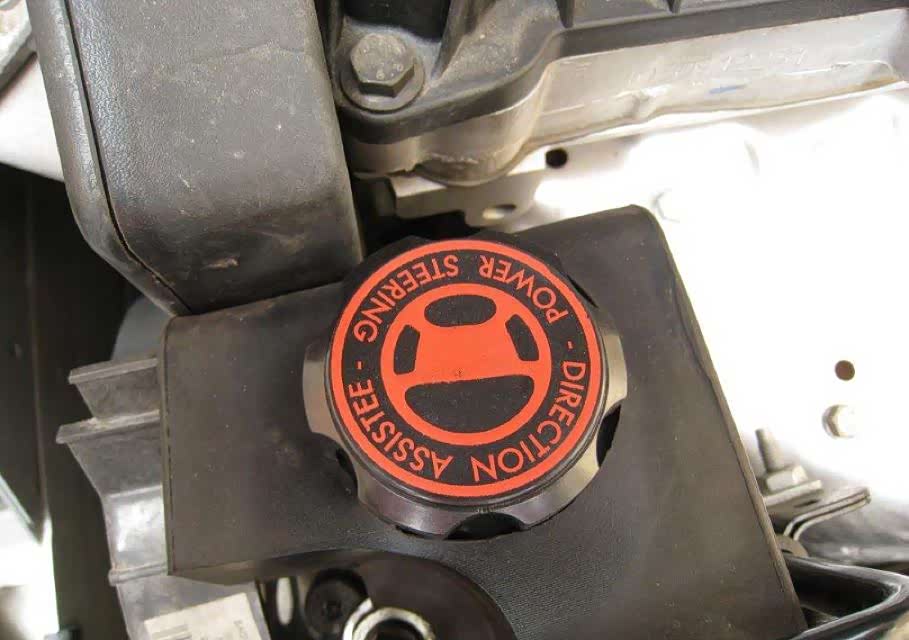 POWER STEERING -
DIRECTION ASSISTEE -